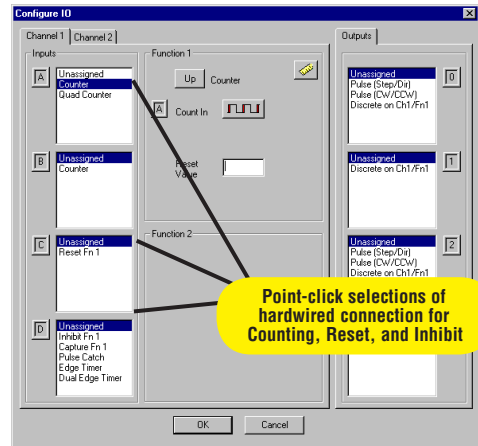 Configure IO
Channel 1
Channel 2
Outputs
Inputs
A
Unassigned
Counter
Quad Counter
B
Unassigned
Counter
C
Unassigned
Reset Fn 1
D
Unassigned
Inhibit Fn 1
Capture Fn 1
Pulse Catch
Edge Timer
Dual Edge Timer
Function 1
Up Counter
A Count In
Reset
Value
Function 2
Unassigned
Pulse (Step/Dir)
Pulse (CW/CCW)
Discrete on Ch1/Fn1
0
Unassigned
Discrete on Ch1/Fn1
1
Unassigned
Pulse (Step/Dir)
Pulse (CW/CCW)
Discrete on Ch1/Fn1
2
Point-click selections of
hardwired connection for
Counting, Reset, and Inhibit
OK
Cancel